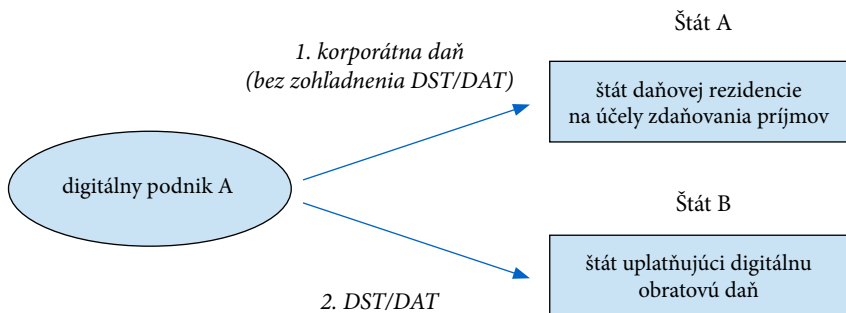 Štát A
1. korporátna daň
(bez zohľadnenia DST/DAT)
štát daňovej rezidencie
na účely zdaňovania príjmov
digitálny podnik A
Štát B
štát uplatňujúci digitálnu
obratovú daň
2. DST/DAT